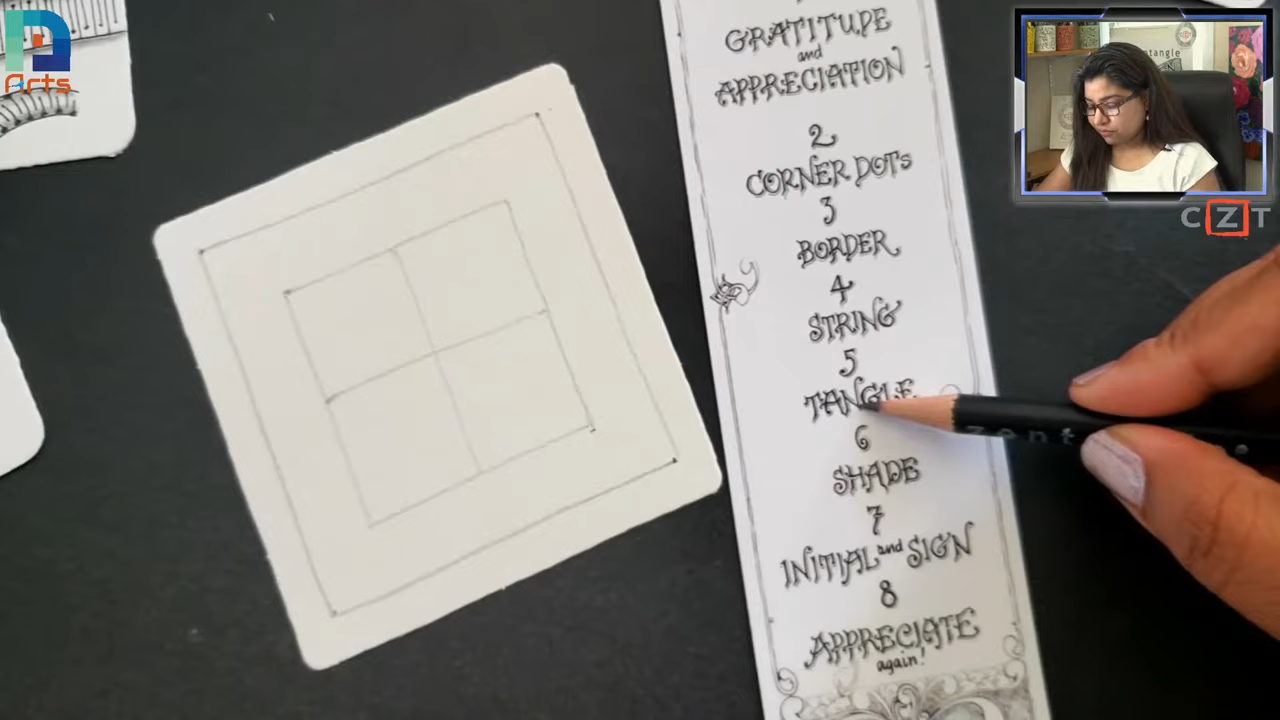 Arts
GRATITUDE
and
APPRECIATION
2
CORNER DOTs
3
BORDER
4
STRING
5
TANGLE
6
SHADE
7
INITIAL and SIGN
8
APPRECIATE
again!
zent
CZT